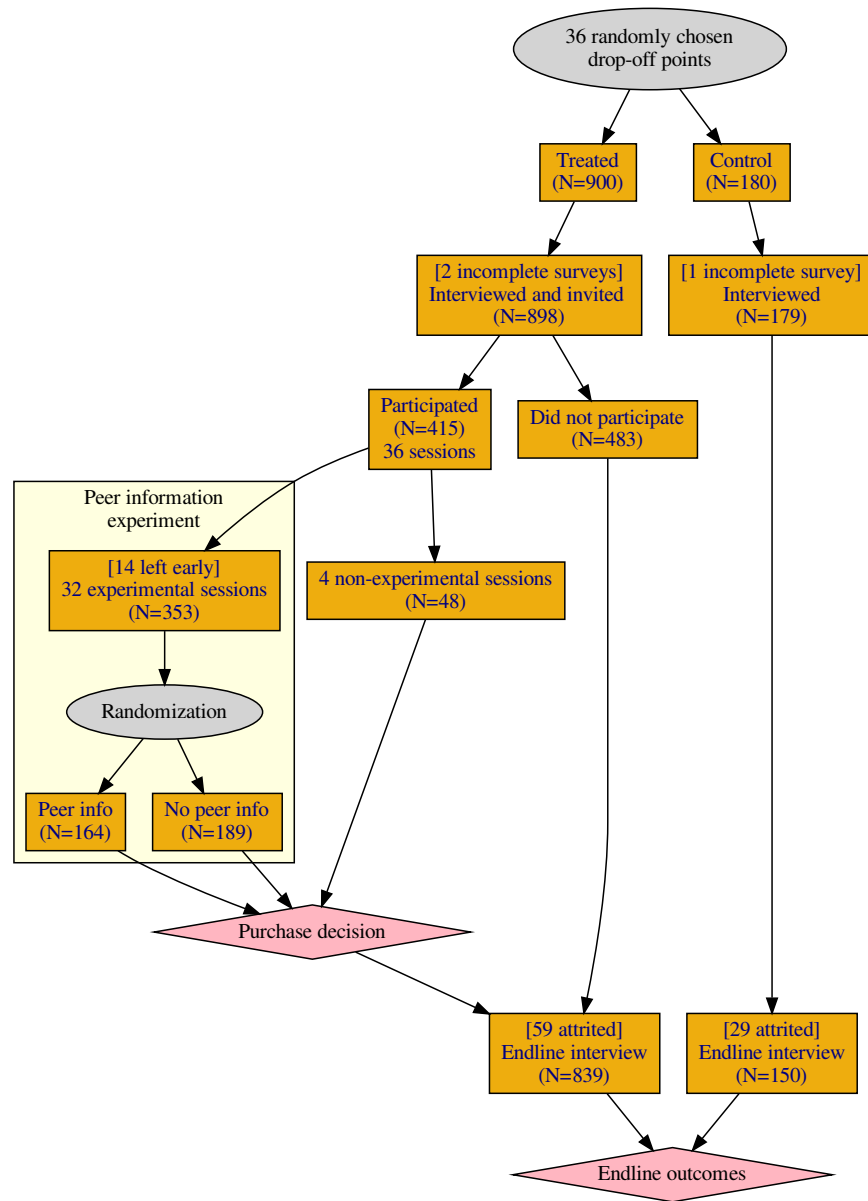 36 randomly chosen
drop-off points
Treated
(N=900)
Control
(N=180)
[2 incomplete surveys]
Interviewed and invited
(N=898)
[1 incomplete survey]
Interviewed
(N=179)
Participated
(N=415)
36 sessions
Did not participate
(N=483)
Peer information
experiment
[14 left early]
32 experimental sessions
(N=353)
4 non-experimental sessions
(N=48)
Randomization
Peer info
(N=164)
No peer info
(N=189)
Purchase decision
[59 attrited]
Endline interview
(N=839)
[29 attrited]
Endline interview
(N=150)
Endline outcomes